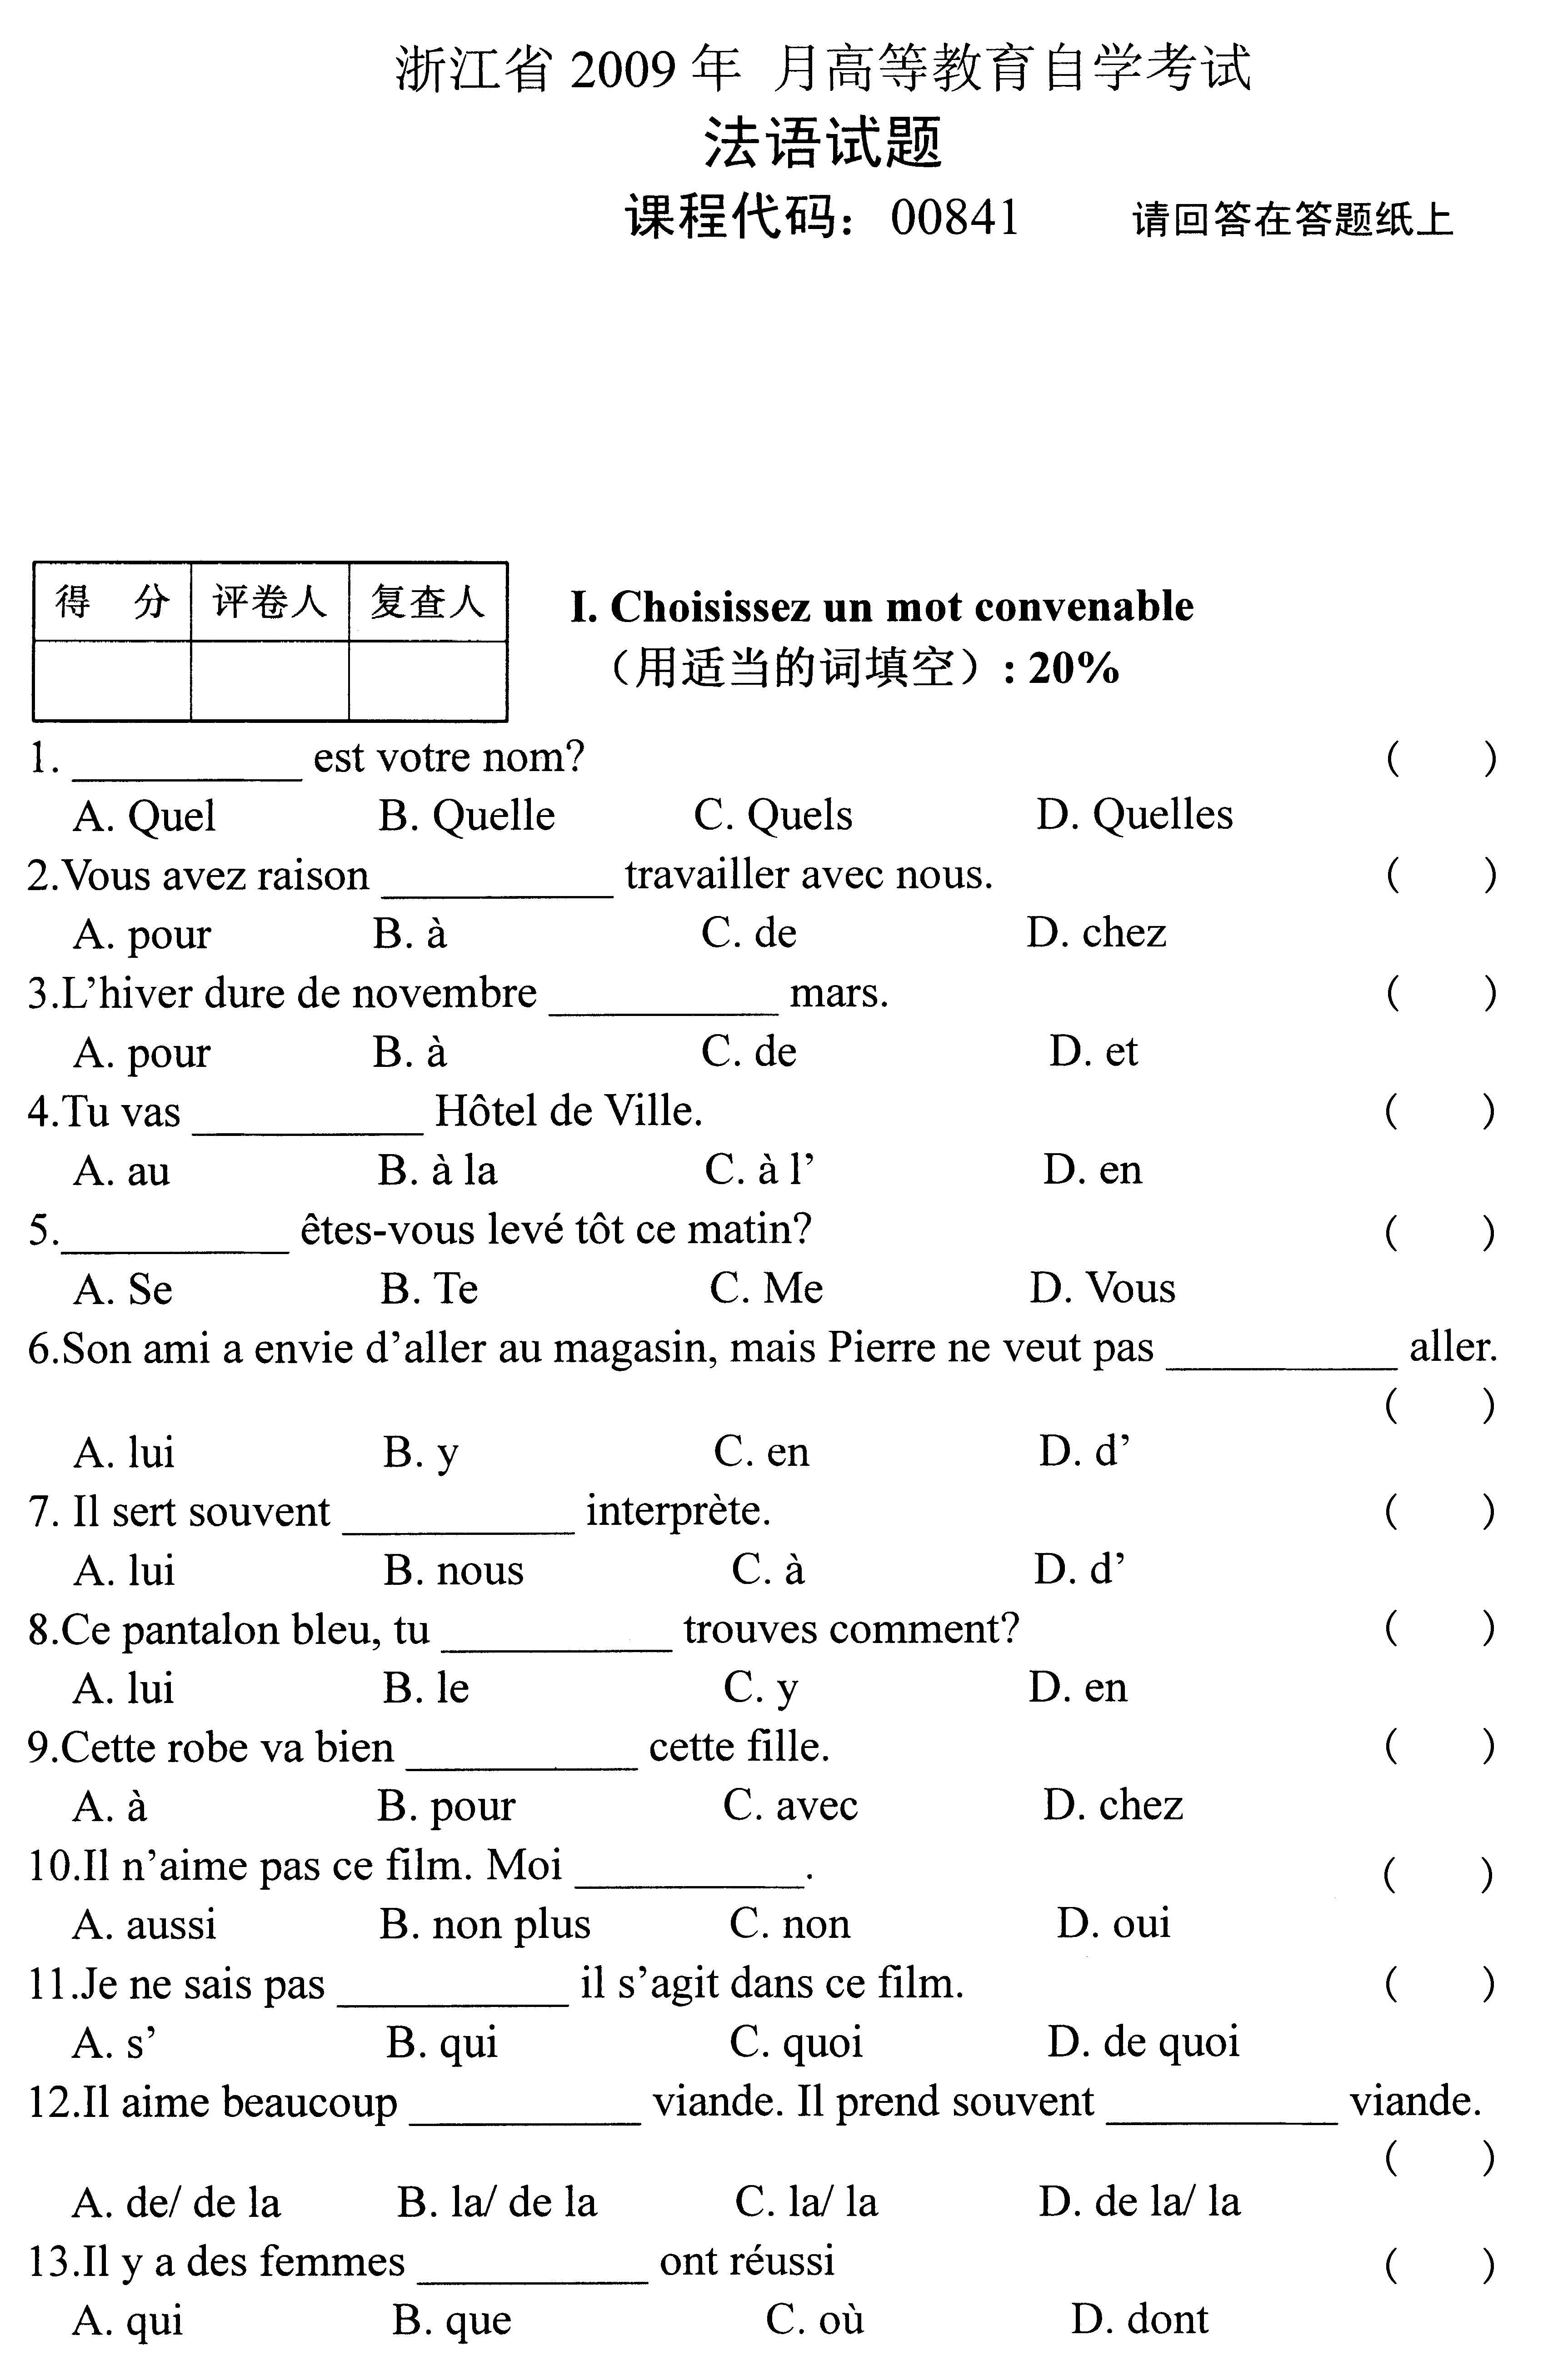 浙江省 2009 年 月高等教育自学考试
法语试题
课程代码：00841 请回答在答题纸上
得 分 评卷人 复查人
I. Choisissez un mot convenable
（用适当的词填空）: 20%
1. __________ est votre nom? ( )
A. Quel B. Quelle C. Quels D. Quelles
2.Vous avez raison __________ travailler avec nous. ( )
A. pour B. à C. de D. chez
3.L’hiver dure de novembre __________ mars. ( )
A. pour B. à C. de D. et
4.Tu vas __________ Hôtel de Ville. ( )
A. au B. à la C. à l’ D. en
5.__________ êtes-vous levé tôt ce matin? ( )
A. Se B. Te C. Me D. Vous
6.Son ami a envie d’aller au magasin, mais Pierre ne veut pas __________ aller.
( )
A. lui B. y C. en D. d’
7. Il sert souvent __________ interprète. ( )
A. lui B. nous C. à D. d’
8.Ce pantalon bleu, tu __________ trouves comment? ( )
A. lui B. le C. y D. en
9.Cette robe va bien __________ cette fille. ( )
A. à B. pour C. avec D. chez
10.Il n’aime pas ce film. Moi __________. ( )
A. aussi B. non plus C. non D. oui
11.Je ne sais pas __________ il s’agit dans ce film. ( )
A. s’ B. qui C. quoi D. de quoi
12.Il aime beaucoup __________ viande. Il prend souvent __________ viande.
( )
A. de/ de la B. la/ de la C. la/ la D. de la/ la
13.Il y a des femmes __________ ont réussi ( )
A. qui B. que C. où D. dont